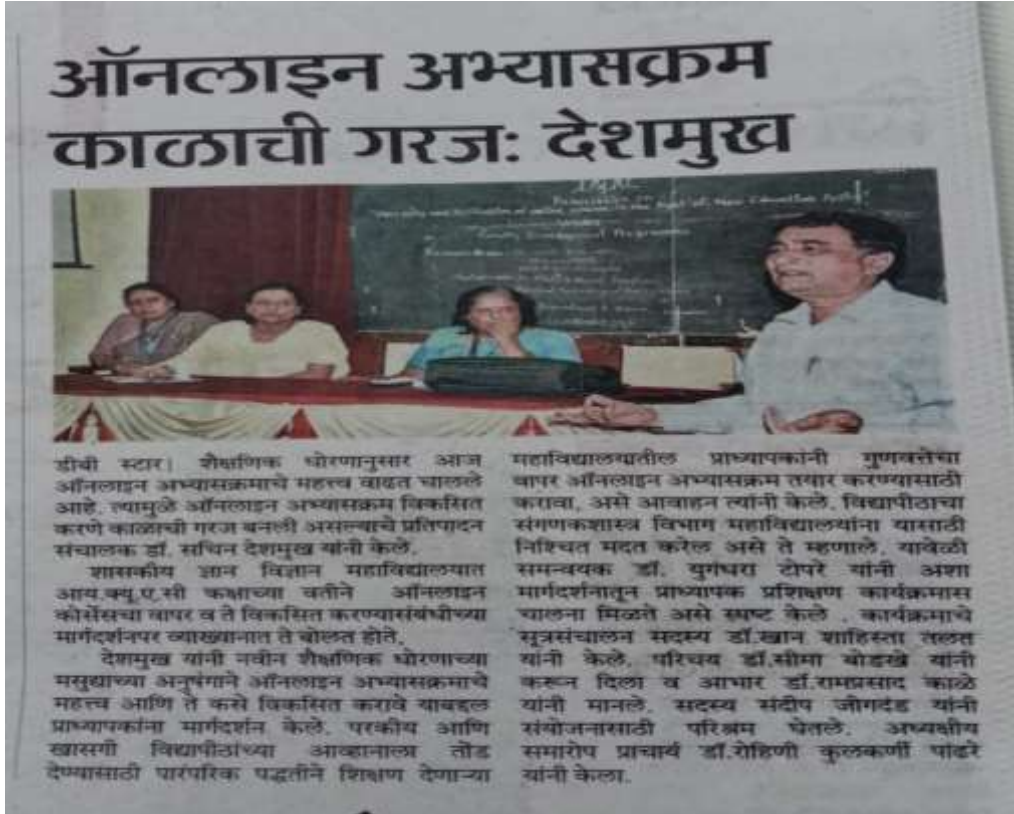 ऑनलाइन अभ्यासक्रम
काळाची गरज: देशमुख
Faculty Development Programme
डीबी स्टार। शैक्षणिक धोरणानुसार आज
ऑनलाइन अभ्यासक्रमाचे महत्त्व वाढत चालले
आहे. त्यामुळे ऑनलाइन अभ्यासक्रम विकसित
करणे काळाची गरज बनली असल्याचे प्रतिपादन
संचालक डॉ. सचिन देशमुख यांनी केले.
शासकीय ज्ञान विज्ञान महाविद्यालयात
आय.क्यू.ए.सी कक्षाच्या वतीने ऑनलाइन
कोर्सेसचा वापर व ते विकसित करण्यासंबंधीच्या
मार्गदर्शनपर व्याख्यानात ते बोलत होते.
देशमुख यांनी नवीन शैक्षणिक धोरणाच्या
मसुद्याच्या अनुषंगाने ऑनलाइन अभ्यासक्रमाचे
महत्त्व आणि ते कसे विकसित करावे याबद्दल
प्राध्यापकांना मार्गदर्शन केले. परकीय आणि
खासगी विद्यापीठांच्या आव्हानाला तोंड
देण्यासाठी पारंपरिक पद्धतीने शिक्षण देणाऱ्या
महाविद्यालयातील प्राध्यापकांनी गुणवत्तेचा
वापर ऑनलाइन अभ्यासक्रम तयार करण्यासाठी
करावा, असे आवाहन त्यांनी केले. विद्यापीठाचा
संगणकशास्त्र विभाग महाविद्यालयांना यासाठी
निश्चित मदत करेल असे ते म्हणाले. यावेळी
समन्वयक डॉ. युगंधरा टोपरे यांनी अशा
मार्गदर्शनातून प्राध्यापक प्रशिक्षण कार्यक्रमास
चालना मिळते असे स्पष्ट केले . कार्यक्रमाचे
सूत्रसंचालन सदस्य डॉ.खान शाहिस्ता तलत
यांनी केले. परिचय डॉ.सीमा बोडखे यांनी
करून दिला व आभार डॉ.रामप्रसाद काळे
यांनी मानले. सदस्य संदीप जोगदंड यांनी
संयोजनासाठी परिश्रम घेतले. अध्यक्षीय
समारोप प्राचार्य डॉ.रोहिणी कुलकर्णी पांढरे
यांनी केला.